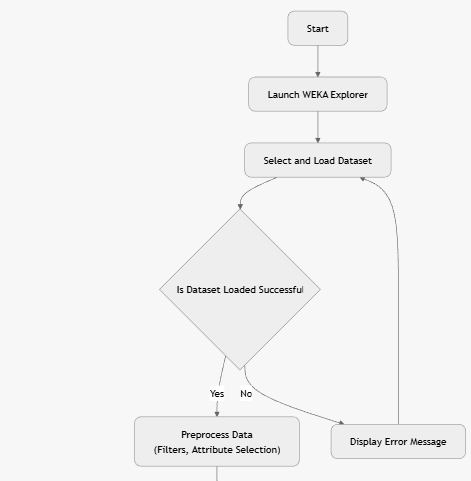 Start
Launch WEKA Explorer
Select and Load Dataset
Is Dataset Loaded Successful
Yes
No
Preprocess Data
(Filters, Attribute Selection)
Display Error Message